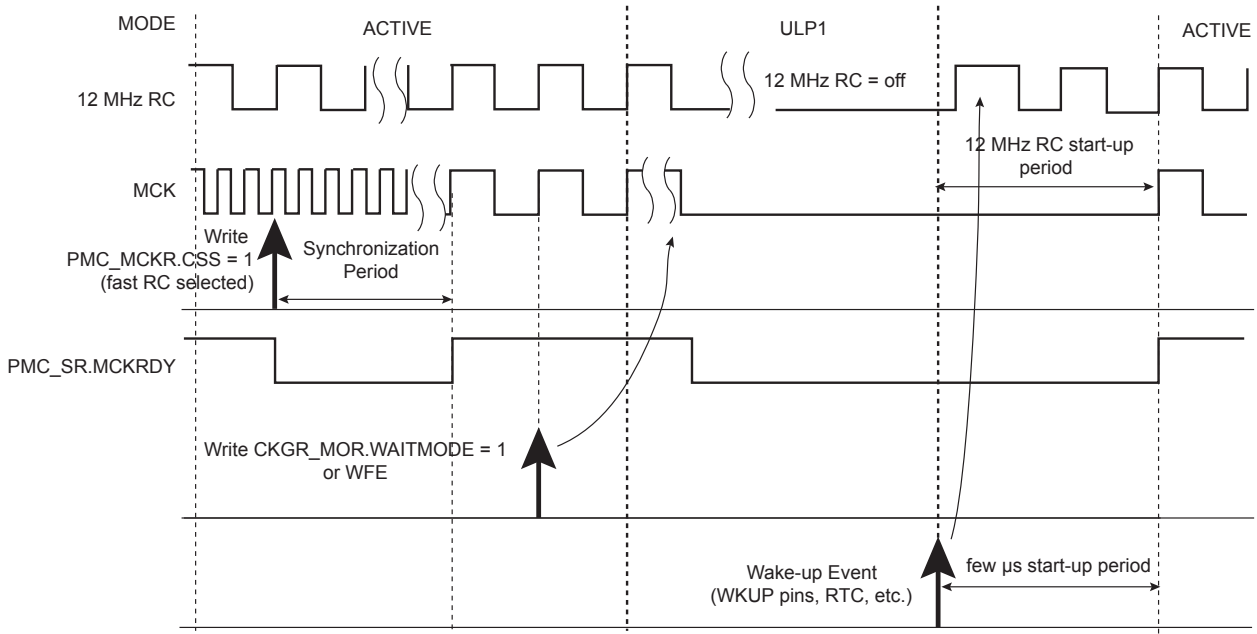 MODE
ACTIVE
ULP1
ACTIVE
12 MHz RC
12 MHz RC = off
12 MHz RC start-up
period
MCK
Write
PMC_MCKR.CSS = 1
(fast RC selected)
Synchronization
Period
PMC_SR.MCKRDY
Write CKGR_MOR.WAITMODE = 1
or WFE
Wake-up Event
(WKUP pins, RTC, etc.)
few µs start-up period